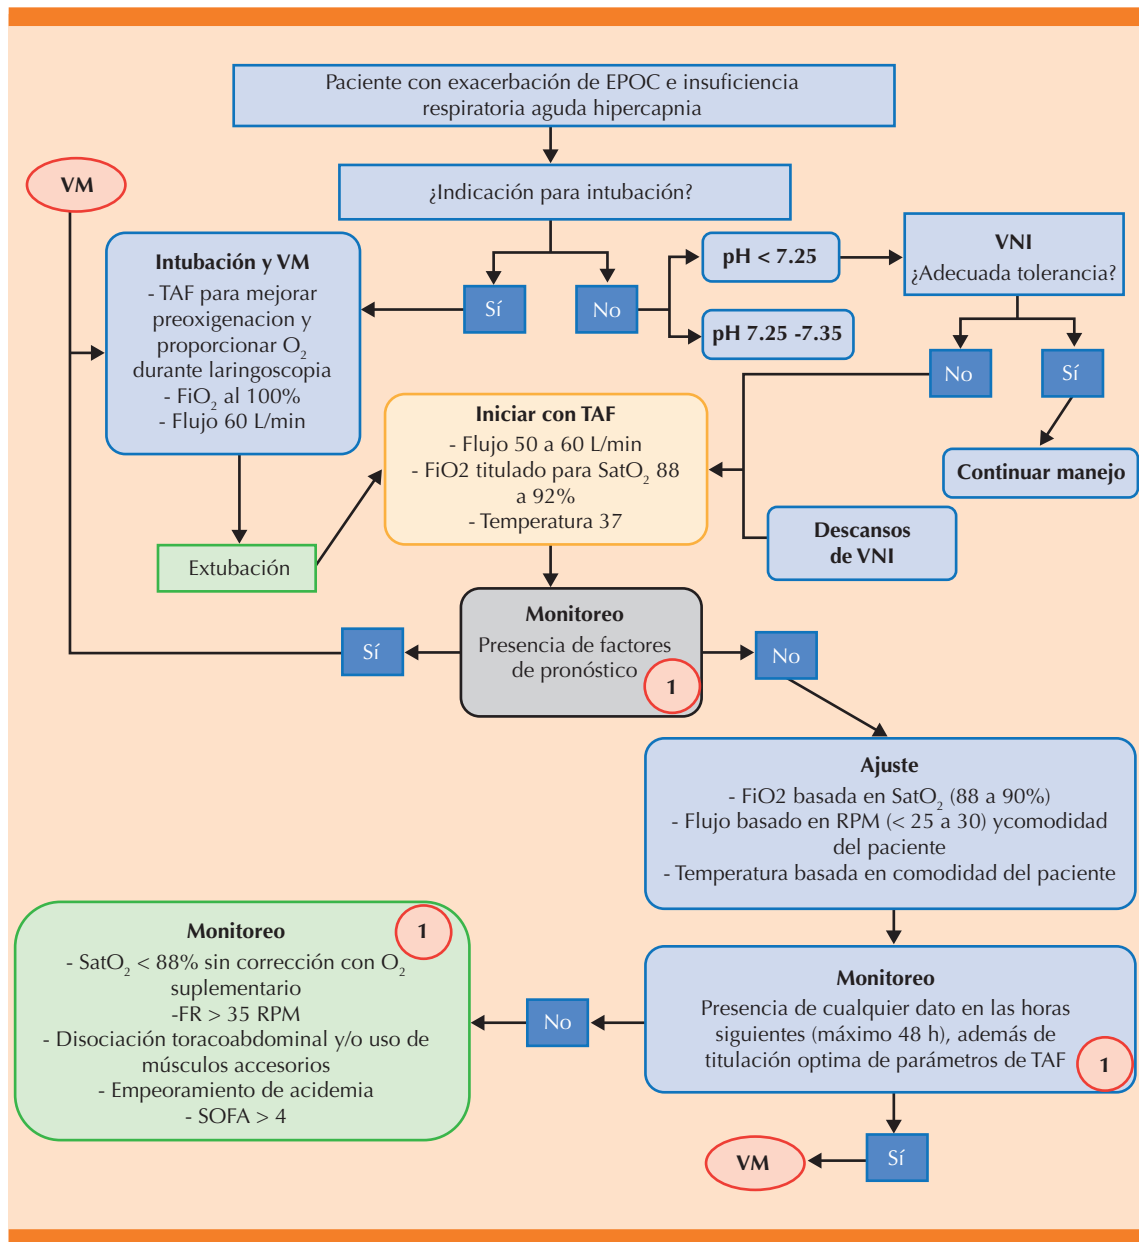 Paciente con exacerbación de EPOC e insuficiencia
respiratoria aguda hipercapnia
VM
¿Indicación para intubación?
Intubación y VM
- TAF para mejorar
preoxigenacion y
proporcionar O₂
durante laringoscopia
- FiO₂ al 100%
- Flujo 60 L/min
Sí
No
pH < 7.25
pH 7.25 -7.35
VNI
¿Adecuada tolerancia?
No
Sí
Continuar manejo
Iniciar con TAF
- Flujo 50 a 60 L/min
- FiO2 titulado para SatO₂ 88
a 92%
- Temperatura 37
Descansos
de VNI
Extubación
Monitoreo
Presencia de factores
de pronóstico
1
Sí
No
Ajuste
- FiO2 basada en SatO₂ (88 a 90%)
- Flujo basado en RPM (< 25 a 30) ycomodidad
del paciente
- Temperatura basada en comodidad del paciente
Monitoreo
1
- SatO₂ < 88% sin corrección con O₂
suplementario
-FR > 35 RPM
- Disociación toracoabdominal y/o uso de
músculos accesorios
- Empeoramiento de acidemia
- SOFA > 4
No
Monitoreo
Presencia de cualquier dato en las horas
siguientes (máximo 48 h), además de
titulación optima de parámetros de TAF
1
Sí
VM